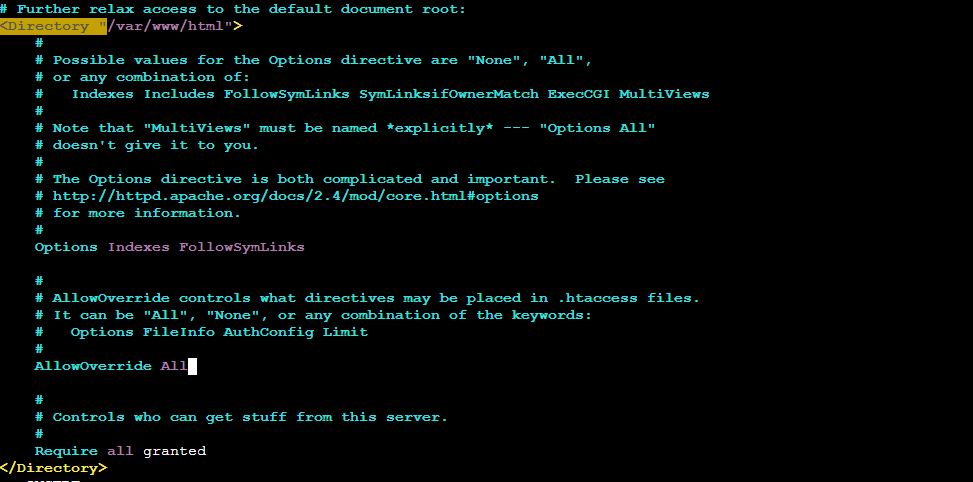 # Further relax access to the default document root:
<Directory "/var/www/html">
    #
    # Possible values for the Options directive are "None", "All",
    # or any combination of:
    #   Indexes Includes FollowSymLinks SymLinksifOwnerMatch ExecCGI MultiViews
    #
    # Note that "MultiViews" must be named *explicitly* --- "Options All"
    # doesn't give it to you.
    #
    # The Options directive is both complicated and important.  Please see
    # http://httpd.apache.org/docs/2.4/mod/core.html#options
    # for more information.
    #
    Options Indexes FollowSymLinks

    #
    # AllowOverride controls what directives may be placed in .htaccess files.
    # It can be "All", "None", or any combination of the keywords:
    #   Options FileInfo AuthConfig Limit
    #
    AllowOverride All

    #
    # Controls who can get stuff from this server.
    #
    Require all granted
</Directory>